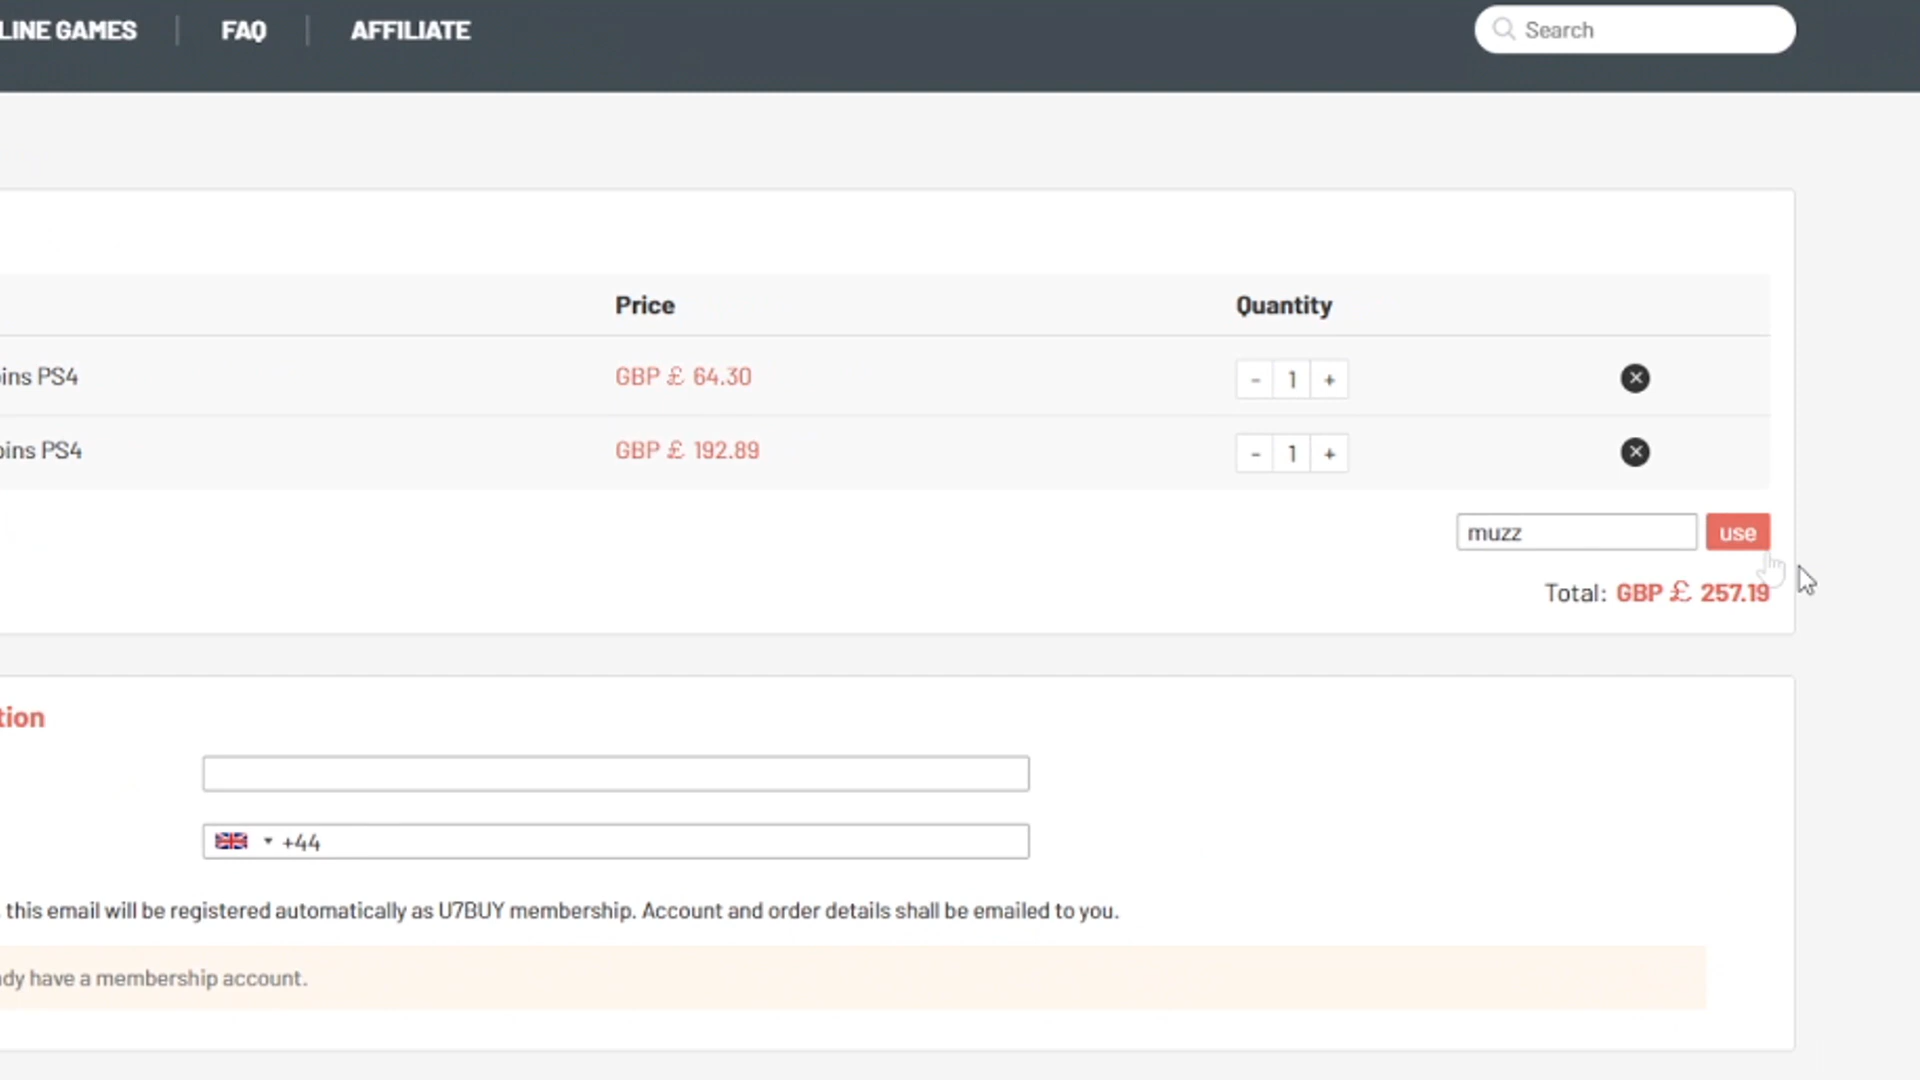 LINE GAMES FAQ AFFILIATE Search
Price Quantity
ins PS4 GBP £ 64.30 - 1 +
oins PS4 GBP £ 192.89 - 1 +
muzz use
Total: GBP £ 257.19
tion
+44
this email will be registered automatically as U7BUY membership. Account and order details shall be emailed to you.
dy have a membership account.